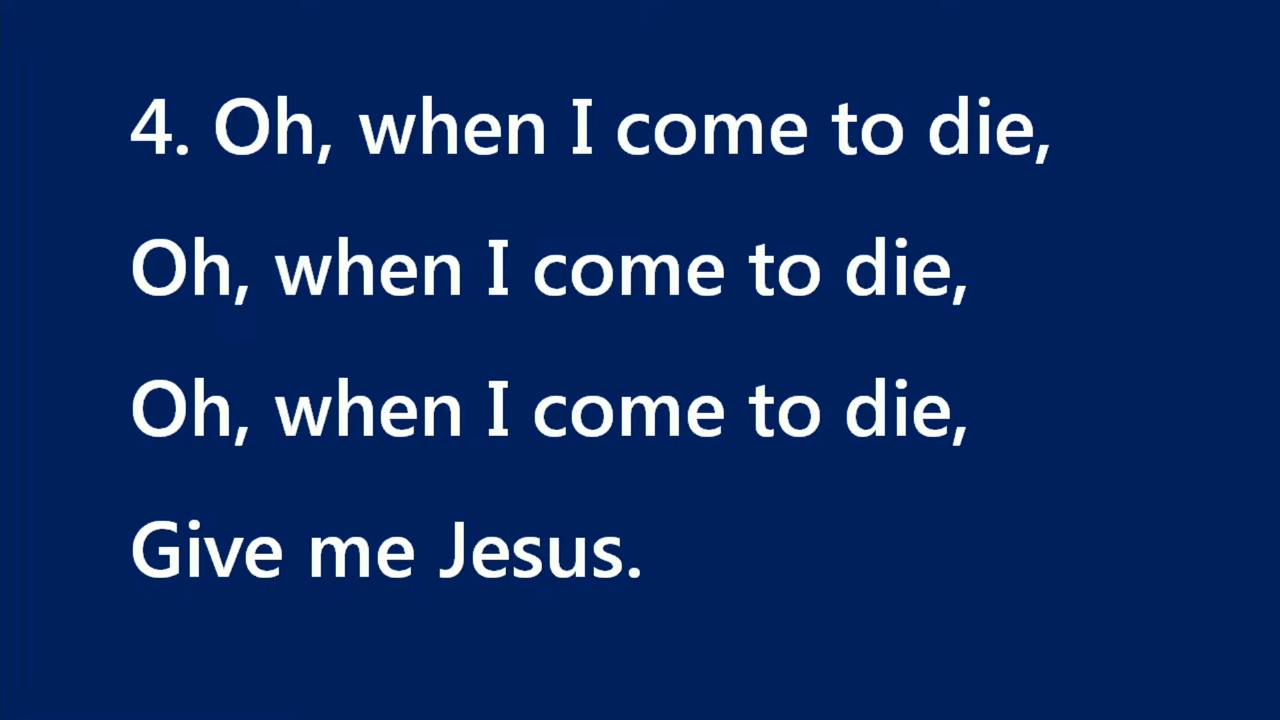 4. Oh, when I come to die,
Oh, when I come to die,
Oh, when I come to die,
Give me Jesus.